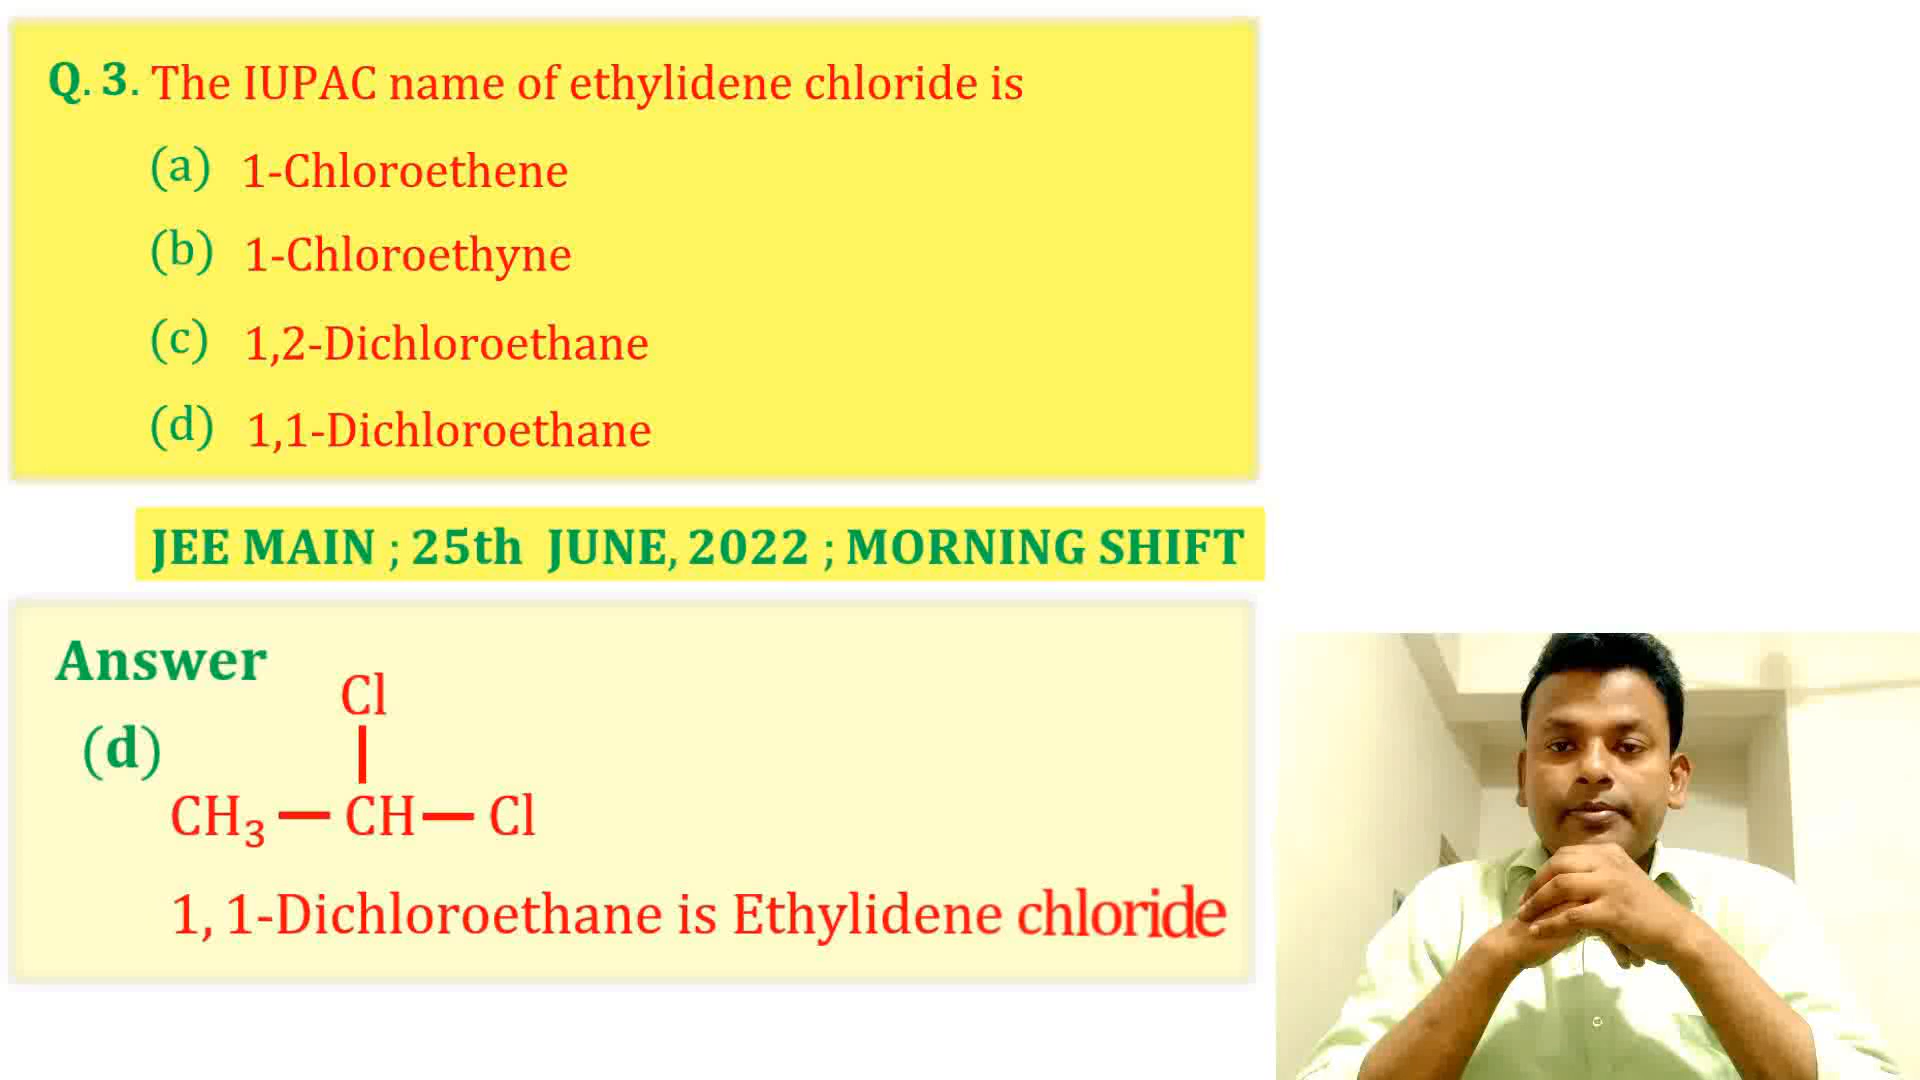 Q. 3. The IUPAC name of ethylidene chloride is
(a) 1-Chloroethene
(b) 1-Chloroethyne
(c) 1,2-Dichloroethane
(d) 1,1-Dichloroethane
JEE MAIN ; 25th JUNE, 2022 ; MORNING SHIFT
Answer
Cl
(d)
CH₃ — CH — Cl
1, 1-Dichloroethane is Ethylidene chloride